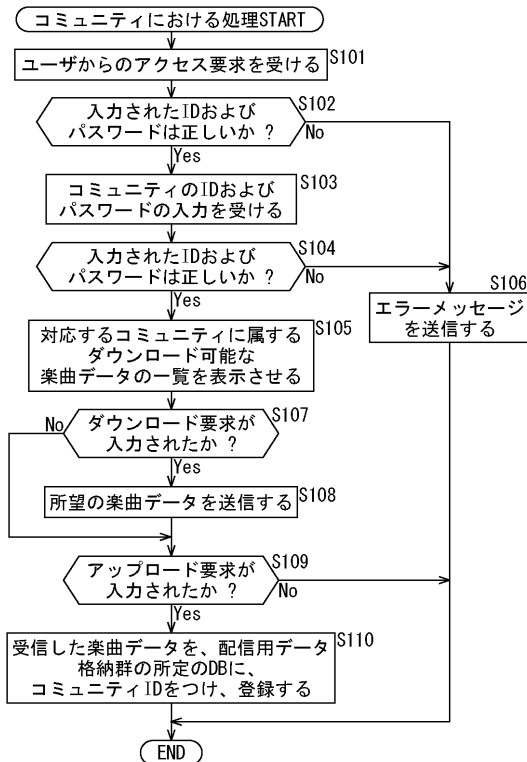 コミュニティにおける処理START
ユーザからのアクセス要求を受ける
S101
入力されたIDおよび
パスワードは正しいか ?
S102
No
Yes
コミュニティのIDおよび
パスワードの入力を受ける
S103
入力されたIDおよび
パスワードは正しいか ?
S104
No
Yes
S106
エラーメッセージ
を送信する
対応するコミュニティに属する
ダウンロード可能な
楽曲データの一覧を表示させる
S105
ダウンロード要求が
入力されたか ?
S107
No
Yes
所望の楽曲データを送信する
S108
アップロード要求が
入力されたか ?
S109
No
Yes
受信した楽曲データを、配信用データ
格納群の所定のDBに、
コミュニティIDをつけ、登録する
S110
END